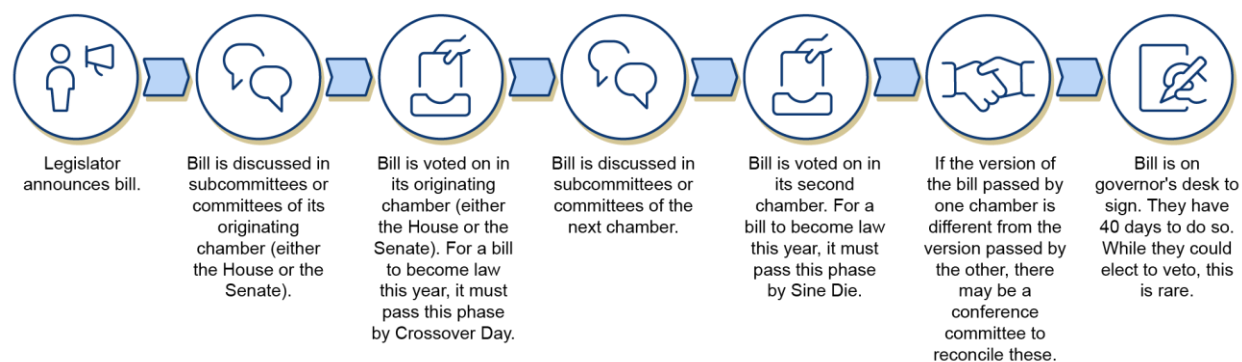 Legislator
announces bill.
Bill is discussed in
subcommittees or
committees of its
originating
chamber (either
the House or the
Senate).
Bill is voted on in
its originating
chamber (either
the House or the
Senate). For a bill
to become law
this year, it must
pass this phase
by Crossover Day.
Bill is discussed in
subcommittees or
committees of the
next chamber.
Bill is voted on in
its second
chamber. For a
bill to become law
this year, it must
pass this phase
by Sine Die.
If the version of
the bill passed by
one chamber is
different from the
version passed by
the other, there
may be a
conference
committee to
reconcile these.
Bill is on
governor's desk to
sign. They have
40 days to do so.
While they could
elect to veto, this
is rare.